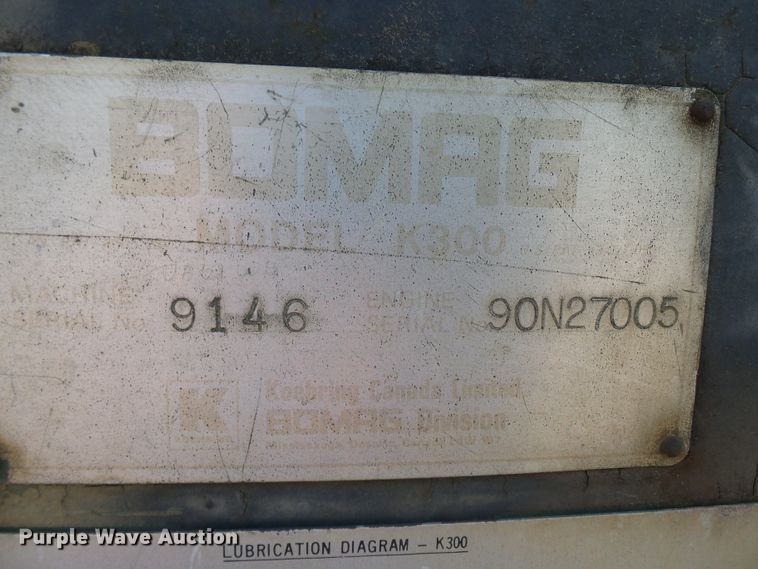 BOMAG
MODEL K300
MACHINE SERIAL No. 9146 ENGINE SERIAL No. 90N27005
K Koehring Canada Limited
BOMAG Division
LUBRICATION DIAGRAM – K300
Purple Wave Auction